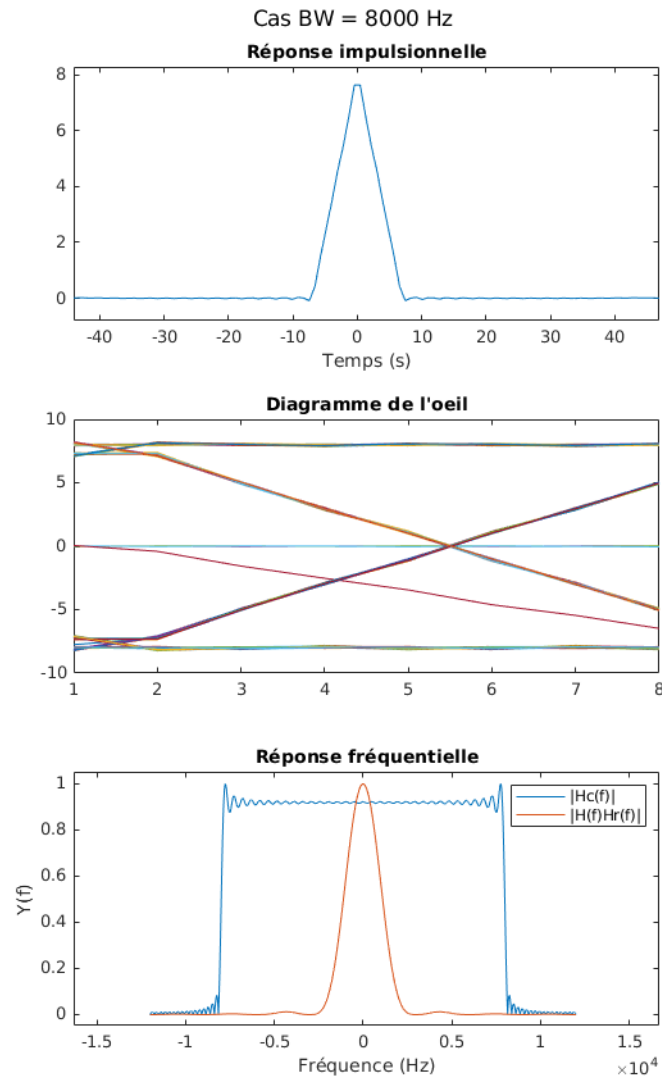 Cas BW = 8000 Hz
Réponse impulsionnelle
8
6
4
2
0
-40 -30 -20 -10 0 10 20 30 40
Temps (s)
Diagramme de l'oeil
10
5
0
-5
-10
1 2 3 4 5 6 7 8
Réponse fréquentielle
1
0.8
0.6
0.4
0.2
0
Y(f)
|Hc(f)|
|H(f)Hr(f)|
-1.5 -1 -0.5 0 0.5 1 1.5
Fréquence (Hz)
×10⁴